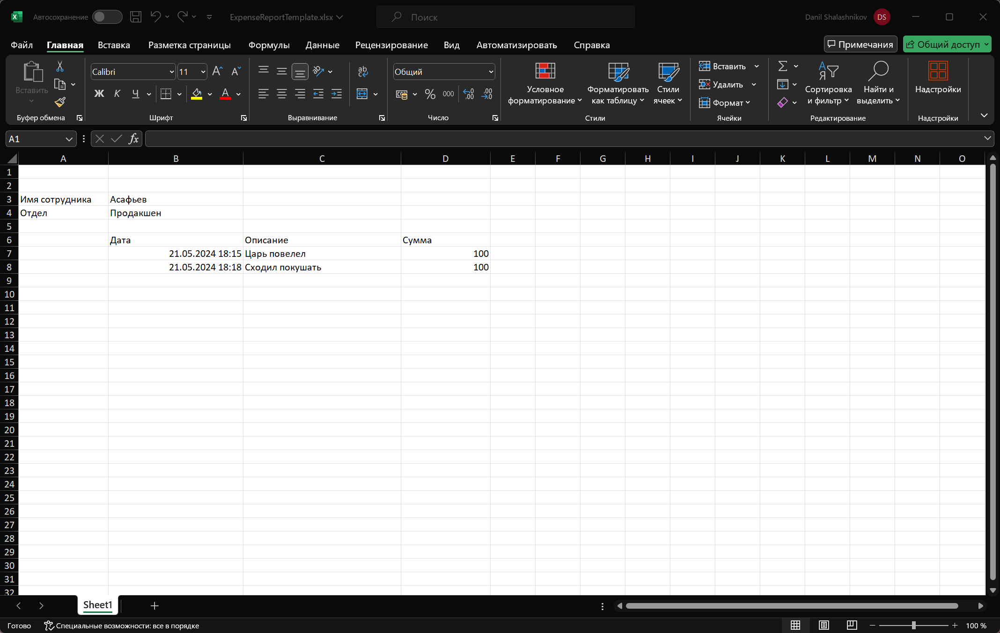 Автосохранение ExpenseReportTemplate.xlsx Поиск Danil Shalashnikov DS
Файл Главная Вставка Разметка страницы Формулы Данные Рецензирование Вид Автоматизировать Справка Примечания Общий доступ
Вставить
Буфер обмена
Calibri 11
Ж К Ч А
Шрифт
Выравнивание
Общий
% 000
Число
Условное форматирование
Форматировать как таблицу
Стили ячеек
Стили
Вставить
Удалить
Формат
Ячейки
Сортировка и фильтр
Найти и выделить
Редактирование
Надстройки
Надстройки
A1 fx
A B C D E F G H I J K L M N O
1
2
3 Имя сотрудника Асафьев
4 Отдел Продакшен
5
6 Дата Описание Сумма
7 21.05.2024 18:15 Царь повелел 100
8 21.05.2024 18:18 Сходил покушать 100
9
10
11
12
13
14
15
16
17
18
19
20
21
22
23
24
25
26
27
28
29
30
31
32
Sheet1
Готово Специальные возможности: все в порядке 100 %